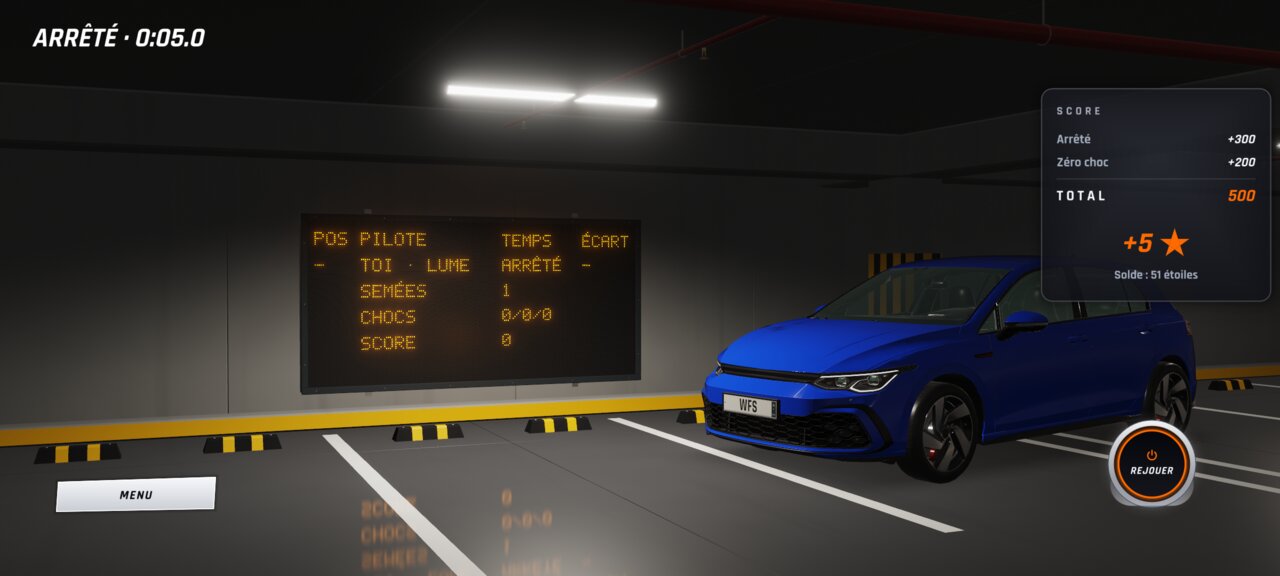 ARRÊTÉ · 0:05.0
SCORE
Arrêté +300
Zéro choc +200
TOTAL 500
+5 ★
Solde : 51 étoiles
POS PILOTE TEMPS ÉCART
— TOI · LUME ARRÊTÉ —
SEMÉES 1
CHOCS 0/0/0
SCORE 0
WFS
MENU
REJOUER